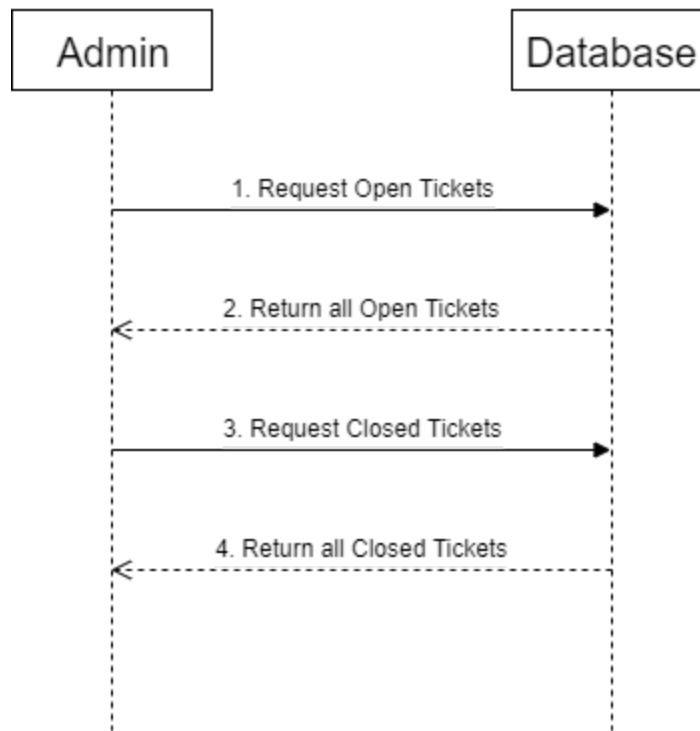 Admin
Database
1. Request Open Tickets
2. Return all Open Tickets
3. Request Closed Tickets
4. Return all Closed Tickets